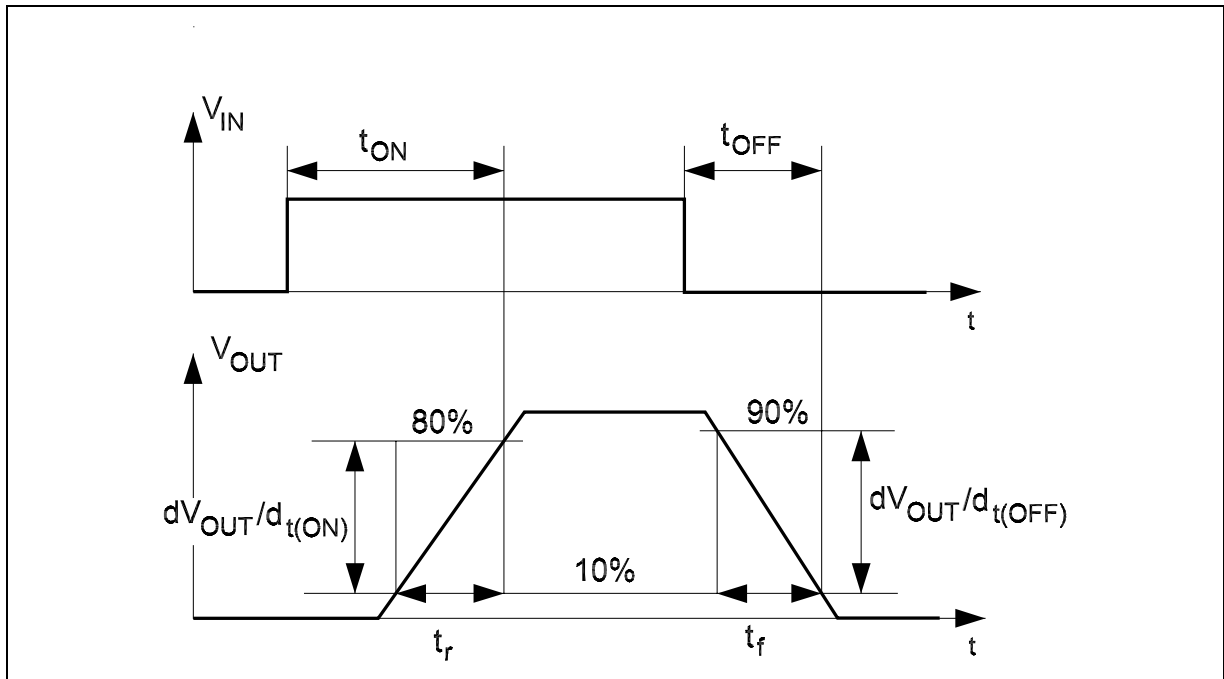 VIN
tON
tOFF
t
VOUT
80%
90%
dVOUT/dt(ON)
dVOUT/dt(OFF)
10%
tr
tf
t